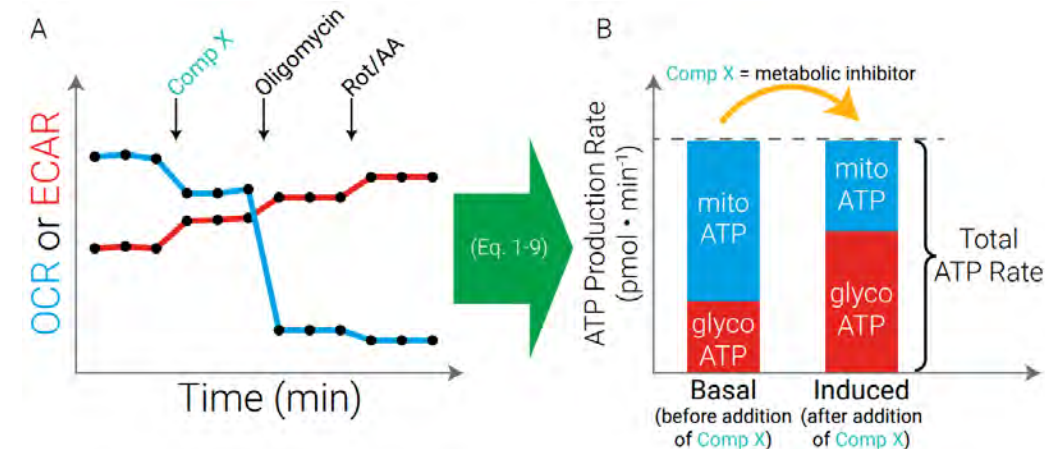 A
Comp X
Oligomycin
Rot/AA
OCR or ECAR
Time (min)
(Eq. 1-9)
B
Comp X = metabolic inhibitor
ATP Production Rate
(pmol • min⁻¹)
mito
ATP
glyco
ATP
mito
ATP
glyco
ATP
Total
ATP Rate
Basal
(before addition
of Comp X)
Induced
(after addition
of Comp X)